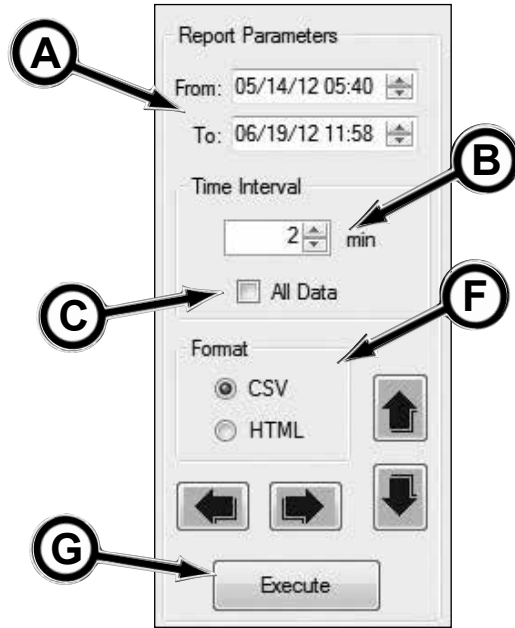 A
Report Parameters
From: 05/14/12 05:40
To: 06/19/12 11:58
B
Time Interval
2 min
C
All Data
F
Format
CSV
HTML
G
Execute